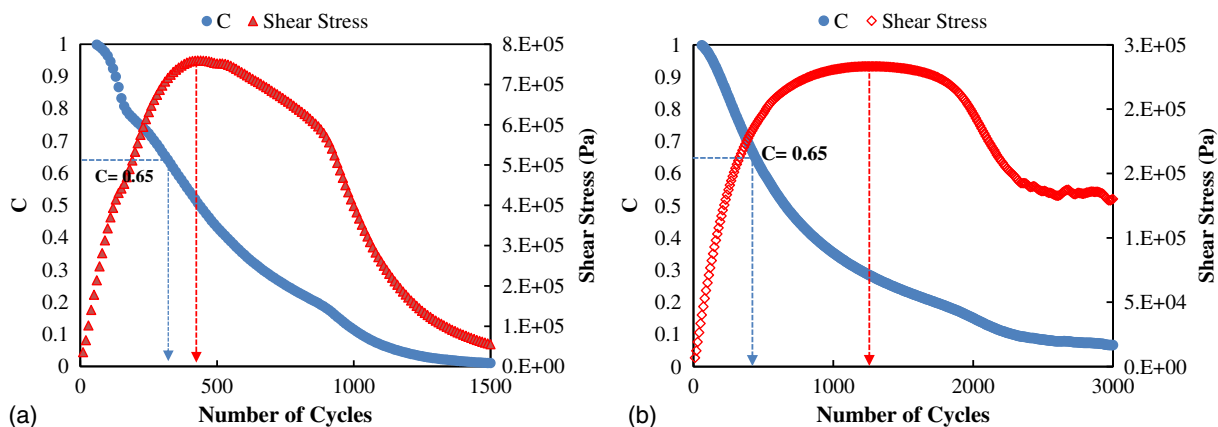 C Shear Stress
1
0.9
0.8
0.7
0.6
0.5
0.4
0.3
0.2
0.1
0
C
C= 0.65
8.E+05
7.E+05
6.E+05
5.E+05
4.E+05
3.E+05
2.E+05
1.E+05
0.E+00
Shear Stress (Pa)
0 500 1000 1500
Number of Cycles
(a)
C Shear Stress
1
0.9
0.8
0.7
0.6
0.5
0.4
0.3
0.2
0.1
0
C
C= 0.65
3.E+05
2.E+05
2.E+05
1.E+05
5.E+04
0.E+00
Shear Stress (Pa)
0 1000 2000 3000
Number of Cycles
(b)